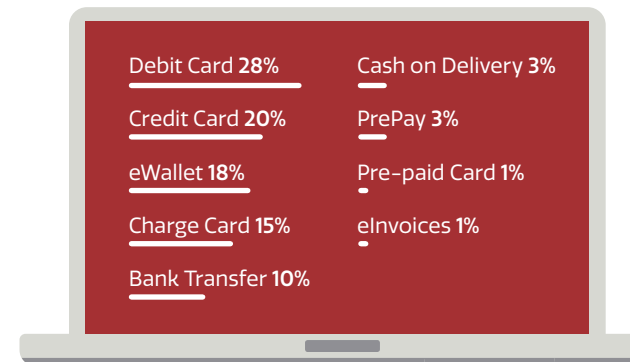 Debit Card 28%
Credit Card 20%
eWallet 18%
Charge Card 15%
Bank Transfer 10%
Cash on Delivery 3%
PrePay 3%
Pre-paid Card 1%
eInvoices 1%